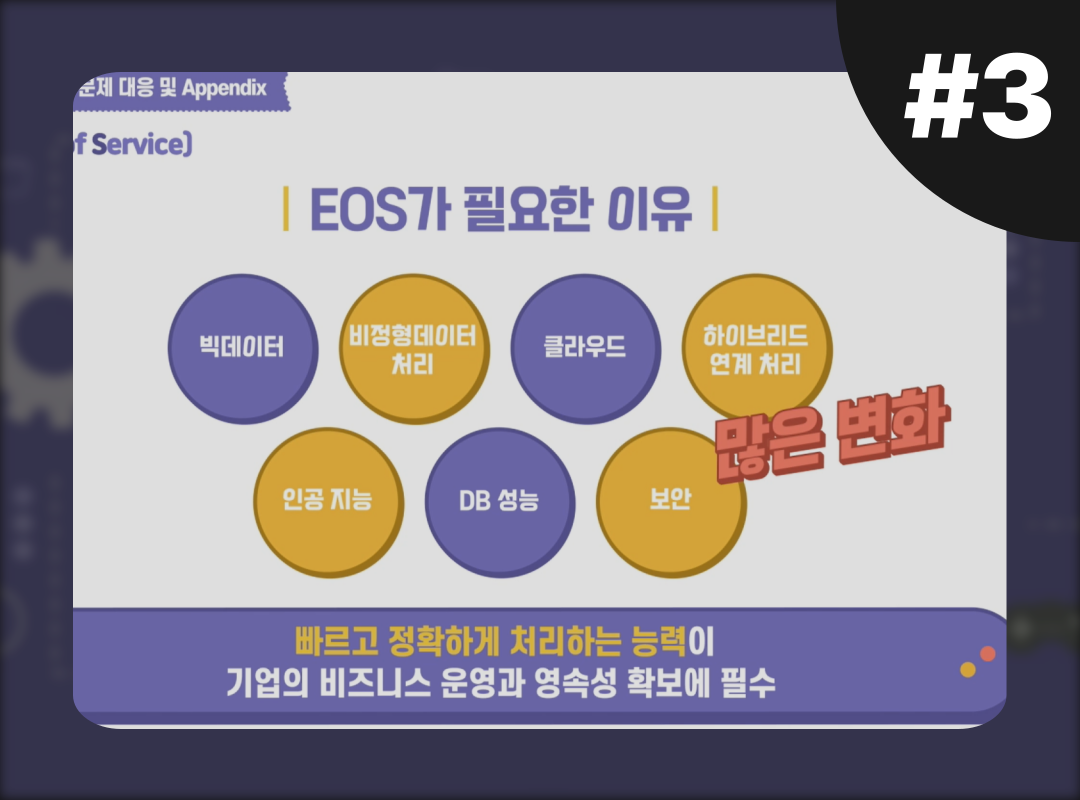 #3
문제 대응 및 Appendix
of Service)
EOS가 필요한 이유
빅데이터
비정형데이터
처리
클라우드
하이브리드
연계 처리
많은 변화
인공 지능
DB 성능
보안
빠르고 정확하게 처리하는 능력이
기업의 비즈니스 운영과 영속성 확보에 필수